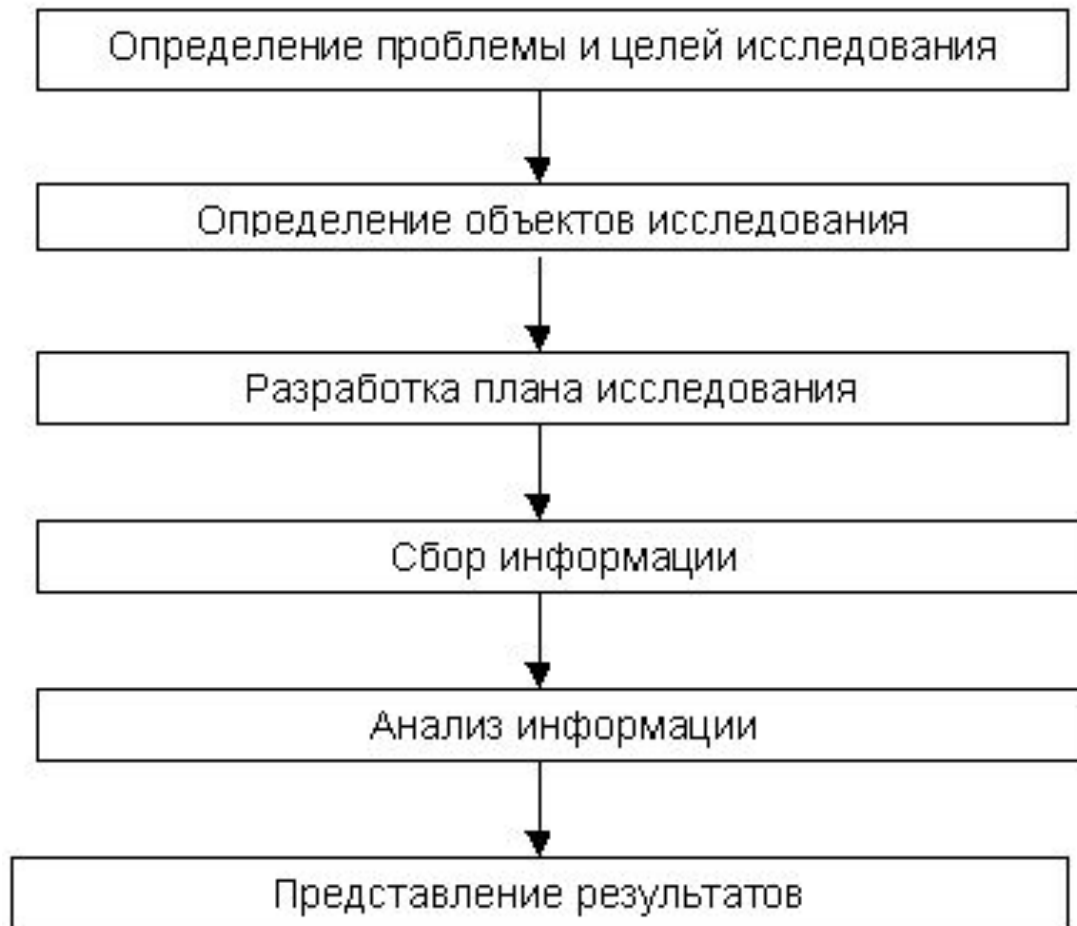 Определение проблемы и целей исследования
Определение объектов исследования
Разработка плана исследования
Сбор информации
Анализ информации
Представление результатов